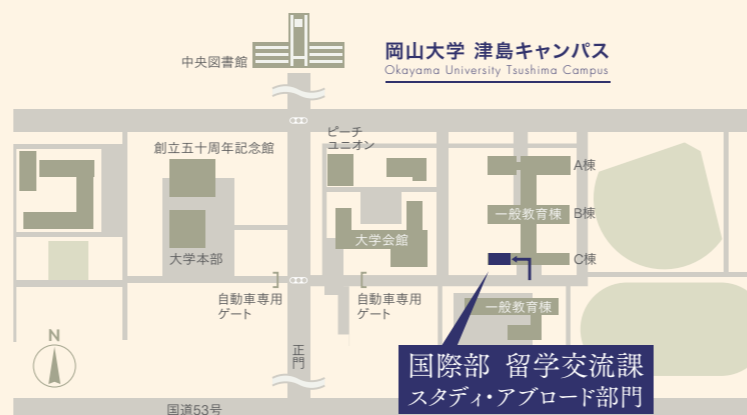 中央図書館
岡山大学 津島キャンパス
Okayama University Tsushima Campus
ピーチ
ユニオン
創立五十周年記念館
A棟
一般教育棟
B棟
大学会館
大学本部
C棟
自動車専用
ゲート
自動車専用
ゲート
一般教育棟
N
正門
国際部 留学交流課
スタディ・アブロード部門
国道53号